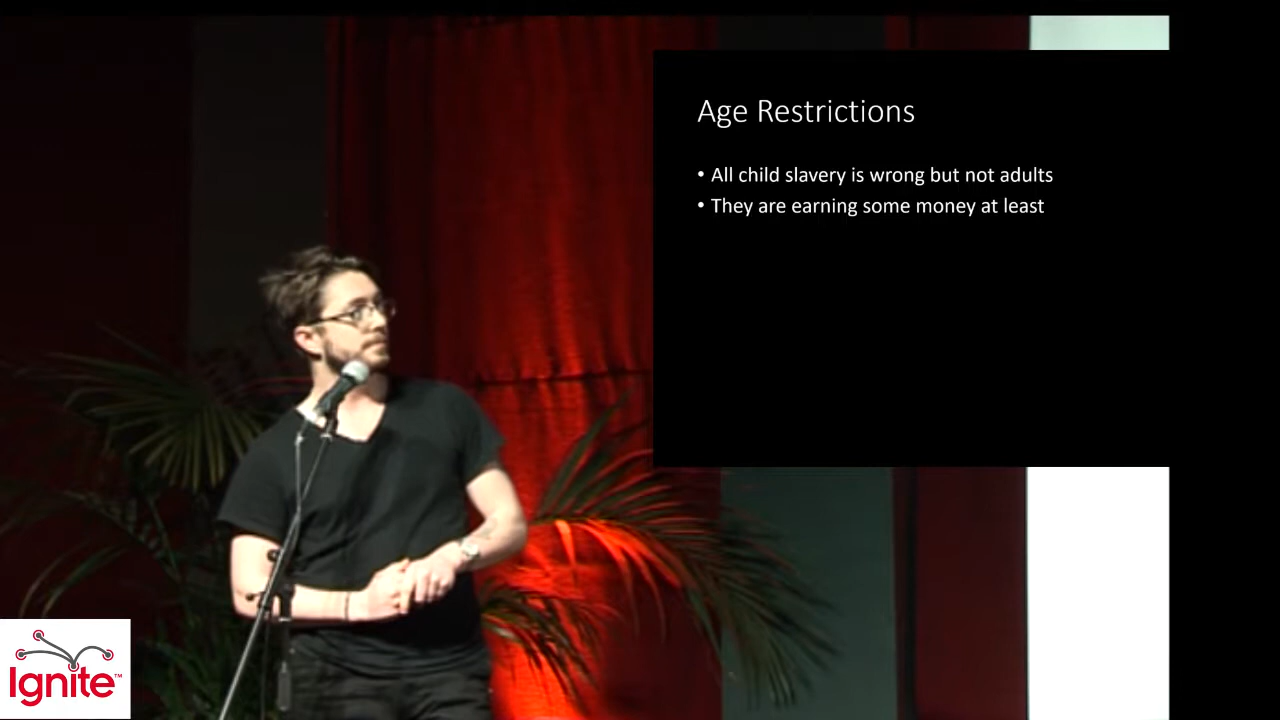 Age Restrictions
• All child slavery is wrong but not adults
• They are earning some money at least
Ignite™